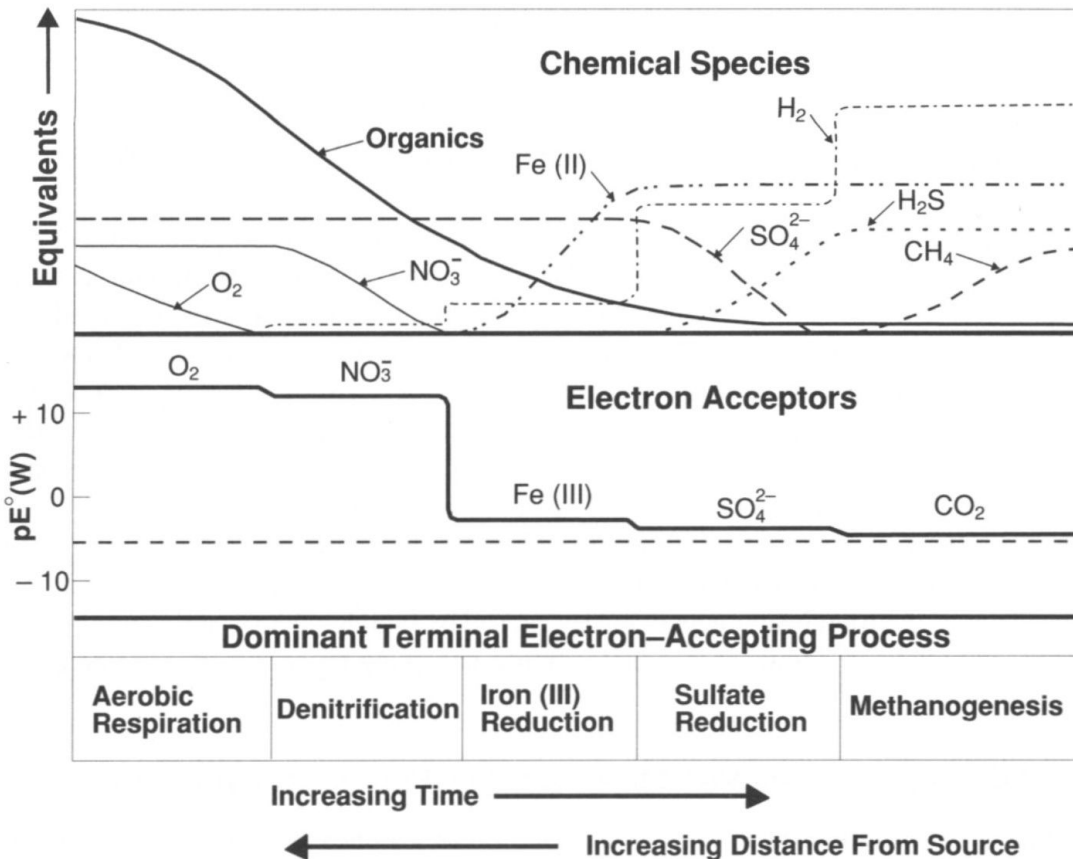 Equivalents
Chemical Species
Organics
O₂
NO₃⁻
Fe (II)
H₂
SO₄²⁻
H₂S
CH₄
Electron Acceptors
pE°(W)
+ 10
0
– 10
O₂
NO₃⁻
Fe (III)
SO₄²⁻
CO₂
Dominant Terminal Electron–Accepting Process
Aerobic
Respiration
Denitrification
Iron (III)
Reduction
Sulfate
Reduction
Methanogenesis
Increasing Time
Increasing Distance From Source